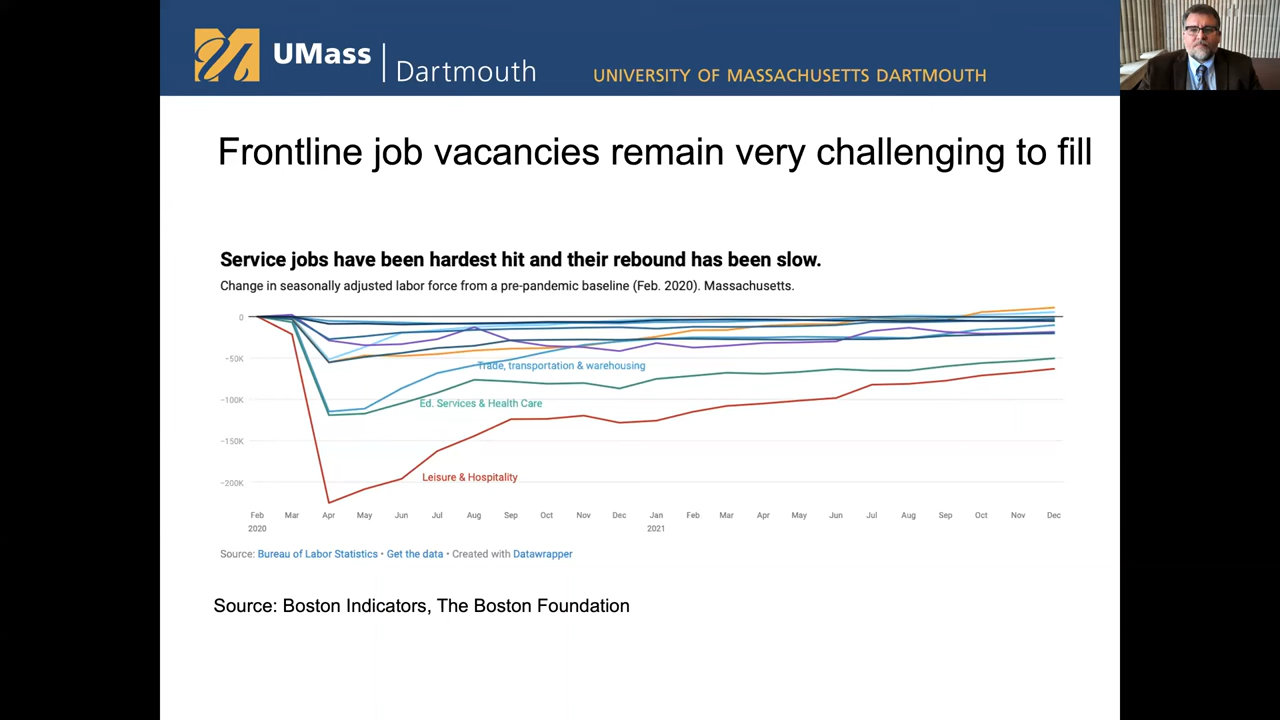 UMass
Dartmouth
UNIVERSITY OF MASSACHUSETTS DARTMOUTH
Frontline job vacancies remain very challenging to fill
Service jobs have been hardest hit and their rebound has been slow.
Change in seasonally adjusted labor force from a pre-pandemic baseline (Feb. 2020). Massachusetts.
0
−50K
−100K
−150K
−200K
Trade, transportation & warehousing
Ed. Services & Health Care
Leisure & Hospitality
Feb Mar Apr May Jun Jul Aug Sep Oct Nov Dec Jan Feb Mar Apr May Jun Jul Aug Sep Oct Nov Dec
2020 2021
Source: Bureau of Labor Statistics • Get the data • Created with Datawrapper
Source: Boston Indicators, The Boston Foundation